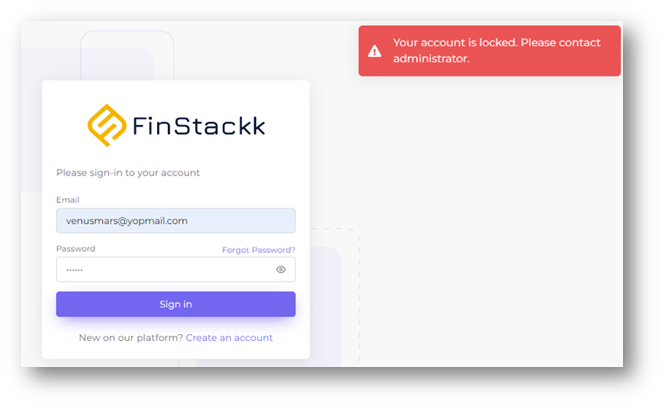 Your account is locked. Please contact
administrator.
FinStackk
Please sign-in to your account
Email
venusmars@yopmail.com
Password
Forgot Password?
······
Sign in
New on our platform? Create an account